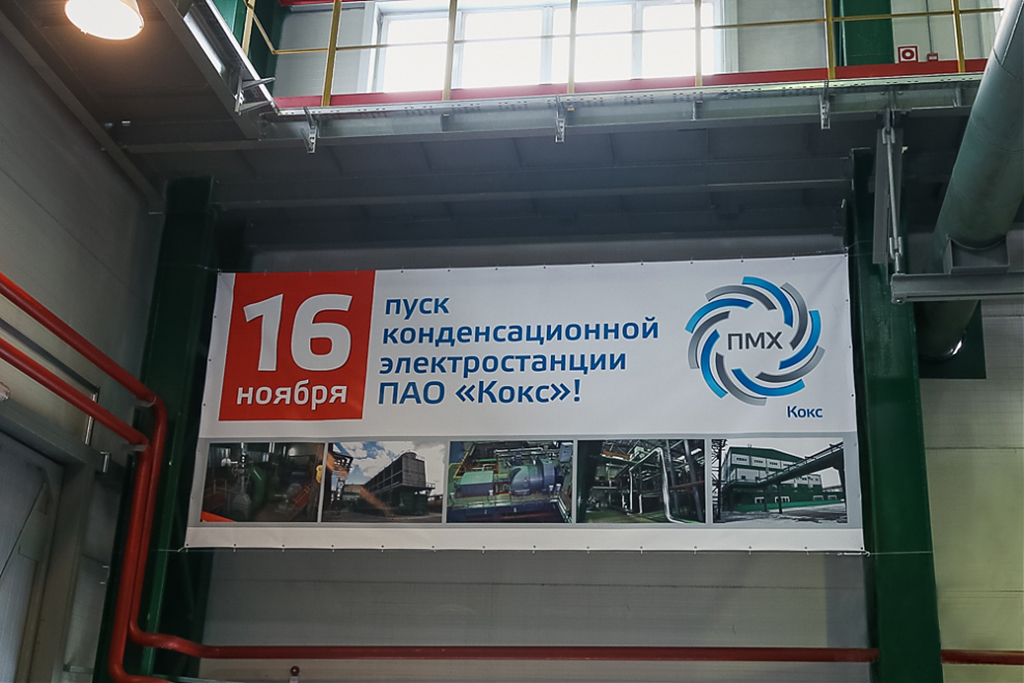 16
ноября
пуск
конденсационной
электростанции
ПАО «Кокс»!
ПМХ
Кокс